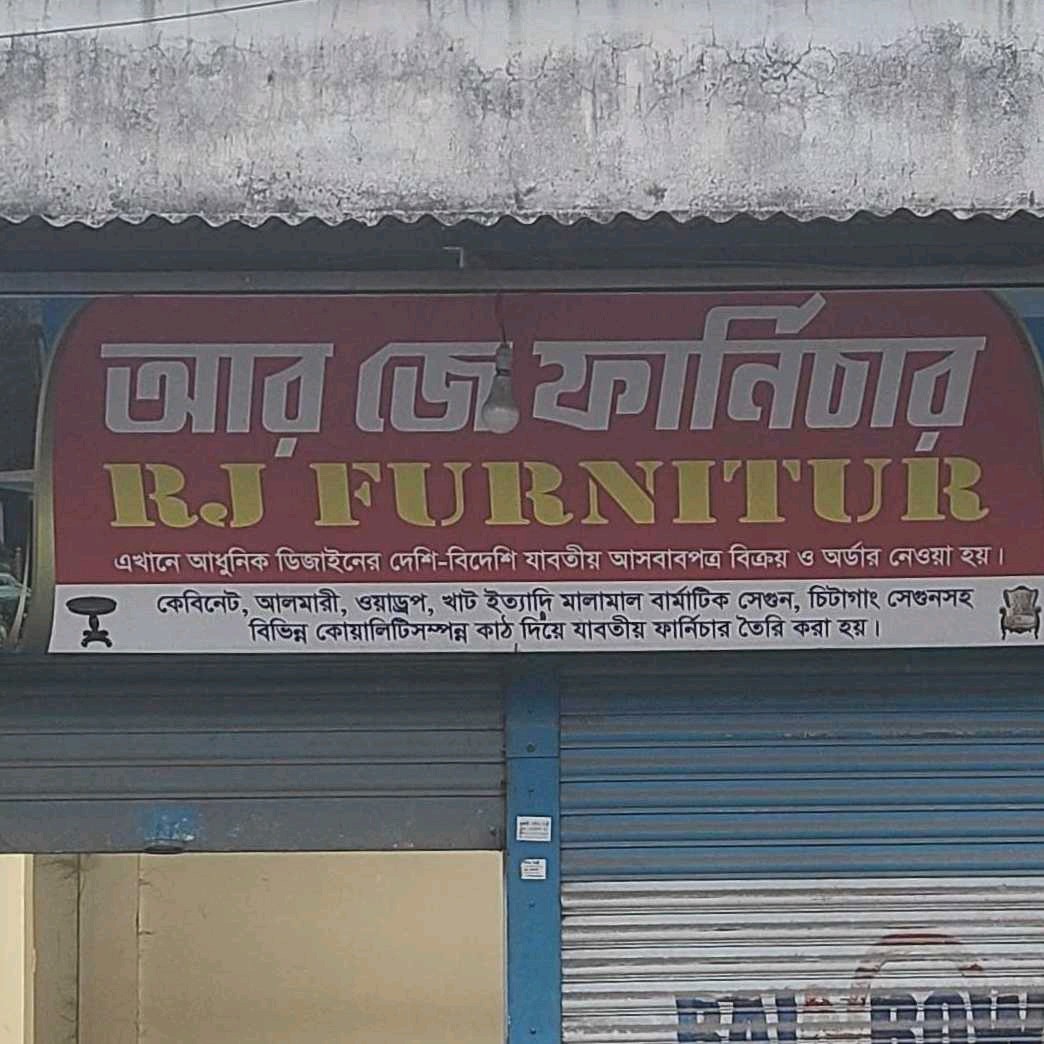 আর জে ফার্নিচার
RJ FURNITUR
এখানে আধুনিক ডিজাইনের দেশি-বিদেশি যাবতীয় আসবাবপত্র বিক্রয় ও অর্ডার নেওয়া হয়।
কেবিনেট, আলমারী, ওয়াড্রপ, খাট ইত্যাদি মালামাল বার্মাটিক সেগুন, চিটাগাং সেগুনসহ
বিভিন্ন কোয়ালিটিসম্পন্ন কাঠ দিয়ে যাবতীয় ফার্নিচার তৈরি করা হয়।